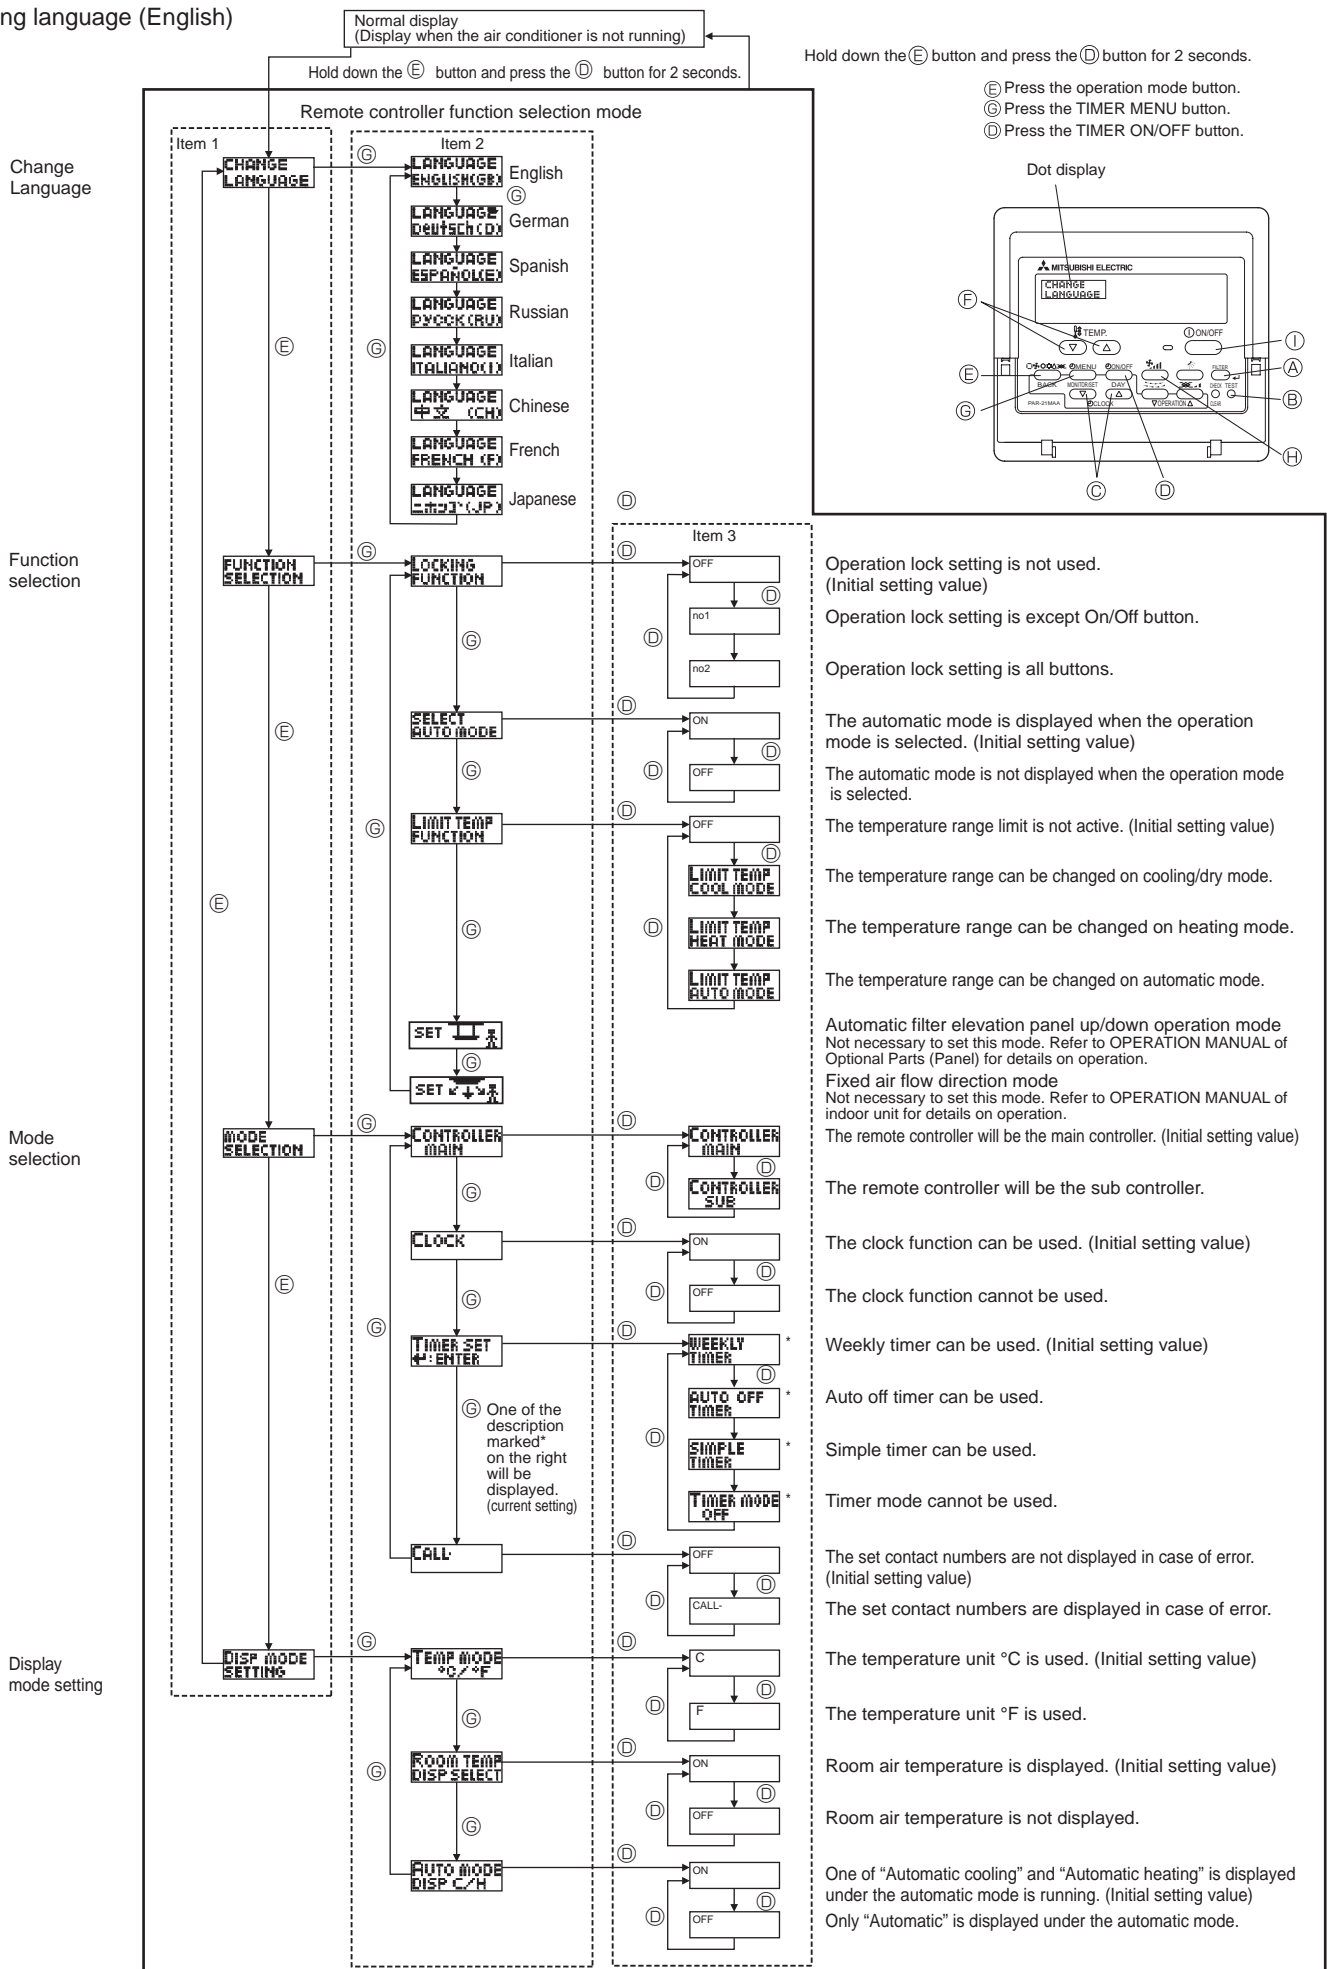 ng language (English)
Normal display
(Display when the air conditioner is not running)
Hold down the Ⓔ button and press the Ⓓ button for 2 seconds.
Hold down the Ⓔ button and press the Ⓓ button for 2 seconds.
Ⓔ Press the operation mode button.
Ⓖ Press the TIMER MENU button.
Ⓓ Press the TIMER ON/OFF button.
Dot display
MITSUBISHI ELECTRIC
CHANGE
LANGUAGE
TEMP.
ON/OFF
MENU
ON/OFF
FILTER
BACK
MONITOR/SET
DAY
CHECK TEST
PAR-21MAA
CLOCK
OPERATION
CLEAR
Ⓕ
Ⓔ
Ⓖ
Ⓘ
Ⓐ
Ⓑ
Ⓗ
Ⓒ
Ⓓ
Remote controller function selection mode
Item 1
Item 2
Change
Language
CHANGE
LANGUAGE
Ⓖ
LANGUAGE
ENGLISH(GB)
English
Ⓖ
LANGUAGE
Deutsch(D)
German
LANGUAGE
ESPAÑOL(E)
Spanish
LANGUAGE
РУССК(RU)
Russian
Ⓔ
Ⓖ
LANGUAGE
ITALIANO(I)
Italian
LANGUAGE
中文 (CH)
Chinese
LANGUAGE
FRENCH (F)
French
LANGUAGE
ニホンゴ(JP)
Japanese
Ⓓ
Item 3
Function
selection
FUNCTION
SELECTION
Ⓖ
LOCKING
FUNCTION
Ⓓ
OFF
Operation lock setting is not used.
(Initial setting value)
Ⓓ
no1
Operation lock setting is except On/Off button.
Ⓖ
Ⓓ
no2
Operation lock setting is all buttons.
Ⓔ
SELECT
AUTO MODE
Ⓓ
ON
The automatic mode is displayed when the operation
mode is selected. (Initial setting value)
Ⓓ
Ⓖ
Ⓓ
OFF
The automatic mode is not displayed when the operation mode
is selected.
Ⓖ
LIMIT TEMP
FUNCTION
Ⓓ
OFF
The temperature range limit is not active. (Initial setting value)
Ⓓ
LIMIT TEMP
COOL MODE
The temperature range can be changed on cooling/dry mode.
Ⓔ
Ⓖ
Ⓓ
LIMIT TEMP
HEAT MODE
The temperature range can be changed on heating mode.
LIMIT TEMP
AUTO MODE
The temperature range can be changed on automatic mode.
SET
Automatic filter elevation panel up/down operation mode
Not necessary to set this mode. Refer to OPERATION MANUAL of
Optional Parts (Panel) for details on operation.
Ⓖ
SET
Fixed air flow direction mode
Not necessary to set this mode. Refer to OPERATION MANUAL of
indoor unit for details on operation.
Mode
selection
MODE
SELECTION
Ⓖ
CONTROLLER
MAIN
Ⓓ
CONTROLLER
MAIN
The remote controller will be the main controller. (Initial setting value)
Ⓓ
Ⓖ
Ⓓ
CONTROLLER
SUB
The remote controller will be the sub controller.
CLOCK
Ⓓ
ON
The clock function can be used. (Initial setting value)
Ⓔ
Ⓓ
Ⓖ
Ⓓ
OFF
The clock function cannot be used.
Ⓖ
TIMER SET
↵:ENTER
Ⓓ
WEEKLY
TIMER
*
Weekly timer can be used. (Initial setting value)
Ⓓ
AUTO OFF
TIMER
*
Auto off timer can be used.
Ⓖ One of the
description
marked*
on the right
will be
displayed.
(current setting)
Ⓓ
SIMPLE
TIMER
*
Simple timer can be used.
TIMER MODE
OFF
*
Timer mode cannot be used.
CALL-
Ⓓ
OFF
The set contact numbers are not displayed in case of error.
(Initial setting value)
Ⓓ
Ⓓ
CALL-
The set contact numbers are displayed in case of error.
Display
mode setting
DISP MODE
SETTING
Ⓖ
TEMP MODE
°C/°F
Ⓓ
C
The temperature unit °C is used. (Initial setting value)
Ⓓ
Ⓖ
Ⓓ
F
The temperature unit °F is used.
Ⓖ
ROOM TEMP
DISP SELECT
Ⓓ
ON
Room air temperature is displayed. (Initial setting value)
Ⓓ
Ⓖ
Ⓓ
OFF
Room air temperature is not displayed.
AUTO MODE
DISP C/H
Ⓓ
ON
One of “Automatic cooling” and “Automatic heating” is displayed
under the automatic mode is running. (Initial setting value)
Ⓓ
Ⓓ
OFF
Only “Automatic” is displayed under the automatic mode.